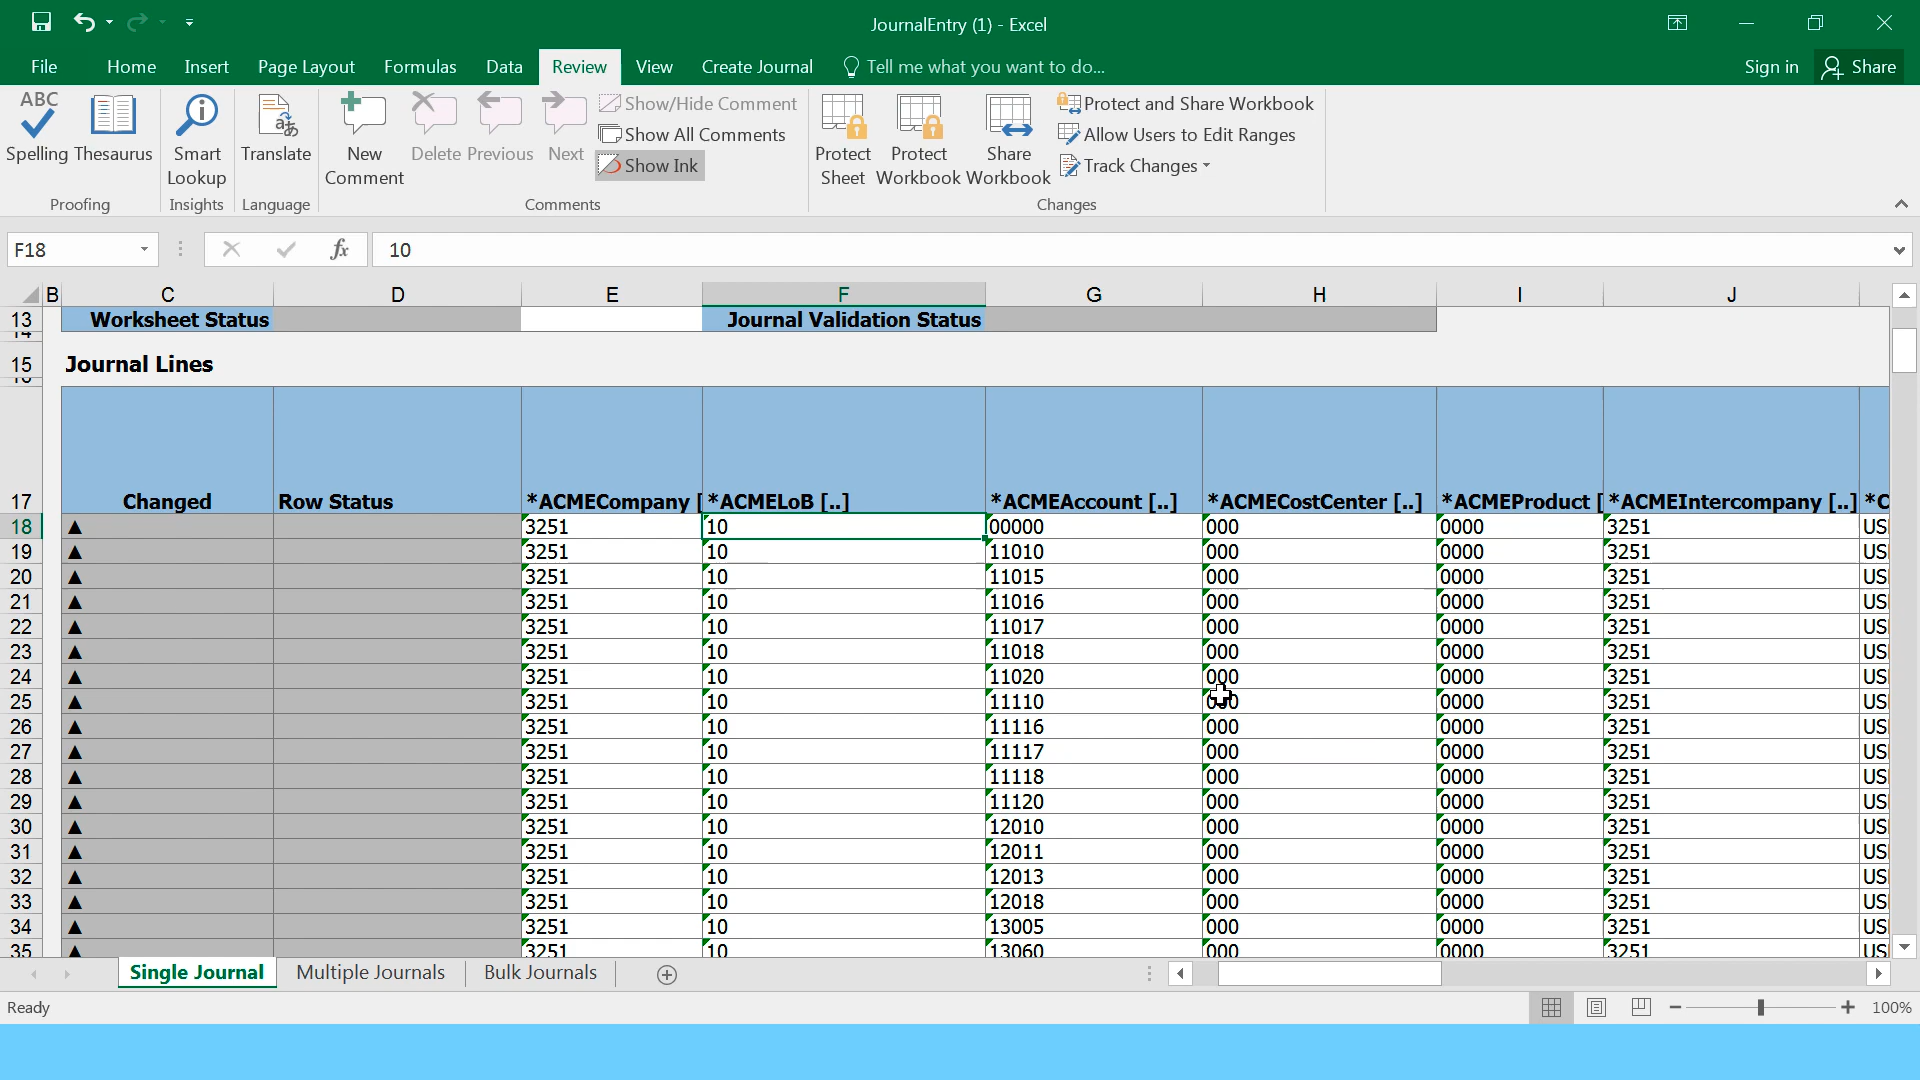 JournalEntry (1) - Excel
File Home Insert Page Layout Formulas Data Review View Create Journal Tell me what you want to do... Sign in Share
ABC
Spelling Thesaurus Smart Lookup Translate New Comment Delete Previous Next Show/Hide Comment
Show All Comments
Show Ink
Protect Sheet Protect Workbook Share Workbook Protect and Share Workbook
Allow Users to Edit Ranges
Track Changes
Proofing Insights Language Comments Changes
F18 fx 10
B C D E F G H I J
13 Worksheet Status Journal Validation Status
14
15 Journal Lines
16
17 Changed Row Status *ACMECompany [ *ACMELoB [..] *ACMEAccount [..] *ACMECostCenter [..] *ACMEProduct [ *ACMEIntercompany [..] *C
18 ▲ 3251 10 00000 000 0000 3251 US
19 ▲ 3251 10 11010 000 0000 3251 US
20 ▲ 3251 10 11015 000 0000 3251 US
21 ▲ 3251 10 11016 000 0000 3251 US
22 ▲ 3251 10 11017 000 0000 3251 US
23 ▲ 3251 10 11018 000 0000 3251 US
24 ▲ 3251 10 11020 000 0000 3251 US
25 ▲ 3251 10 11110 000 0000 3251 US
26 ▲ 3251 10 11116 000 0000 3251 US
27 ▲ 3251 10 11117 000 0000 3251 US
28 ▲ 3251 10 11118 000 0000 3251 US
29 ▲ 3251 10 11120 000 0000 3251 US
30 ▲ 3251 10 12010 000 0000 3251 US
31 ▲ 3251 10 12011 000 0000 3251 US
32 ▲ 3251 10 12013 000 0000 3251 US
33 ▲ 3251 10 12018 000 0000 3251 US
34 ▲ 3251 10 13005 000 0000 3251 US
35 ▲ 3251 10 13060 000 0000 3251 US
Single Journal Multiple Journals Bulk Journals
Ready 100%